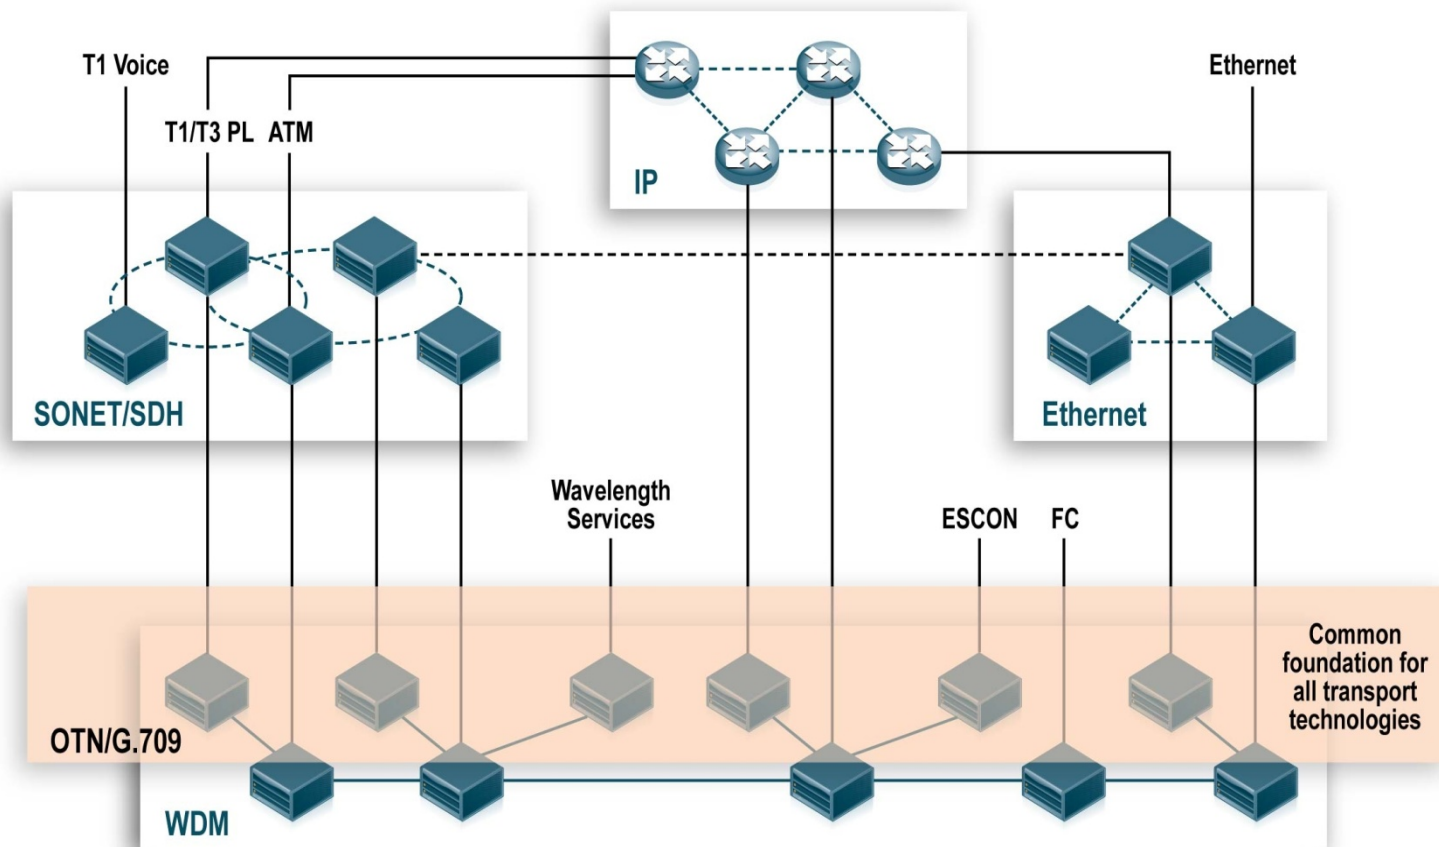 T1 Voice
T1/T3 PL
ATM
IP
Ethernet
SONET/SDH
Ethernet
Wavelength
Services
ESCON
FC
Common
foundation for
all transport
technologies
OTN/G.709
WDM